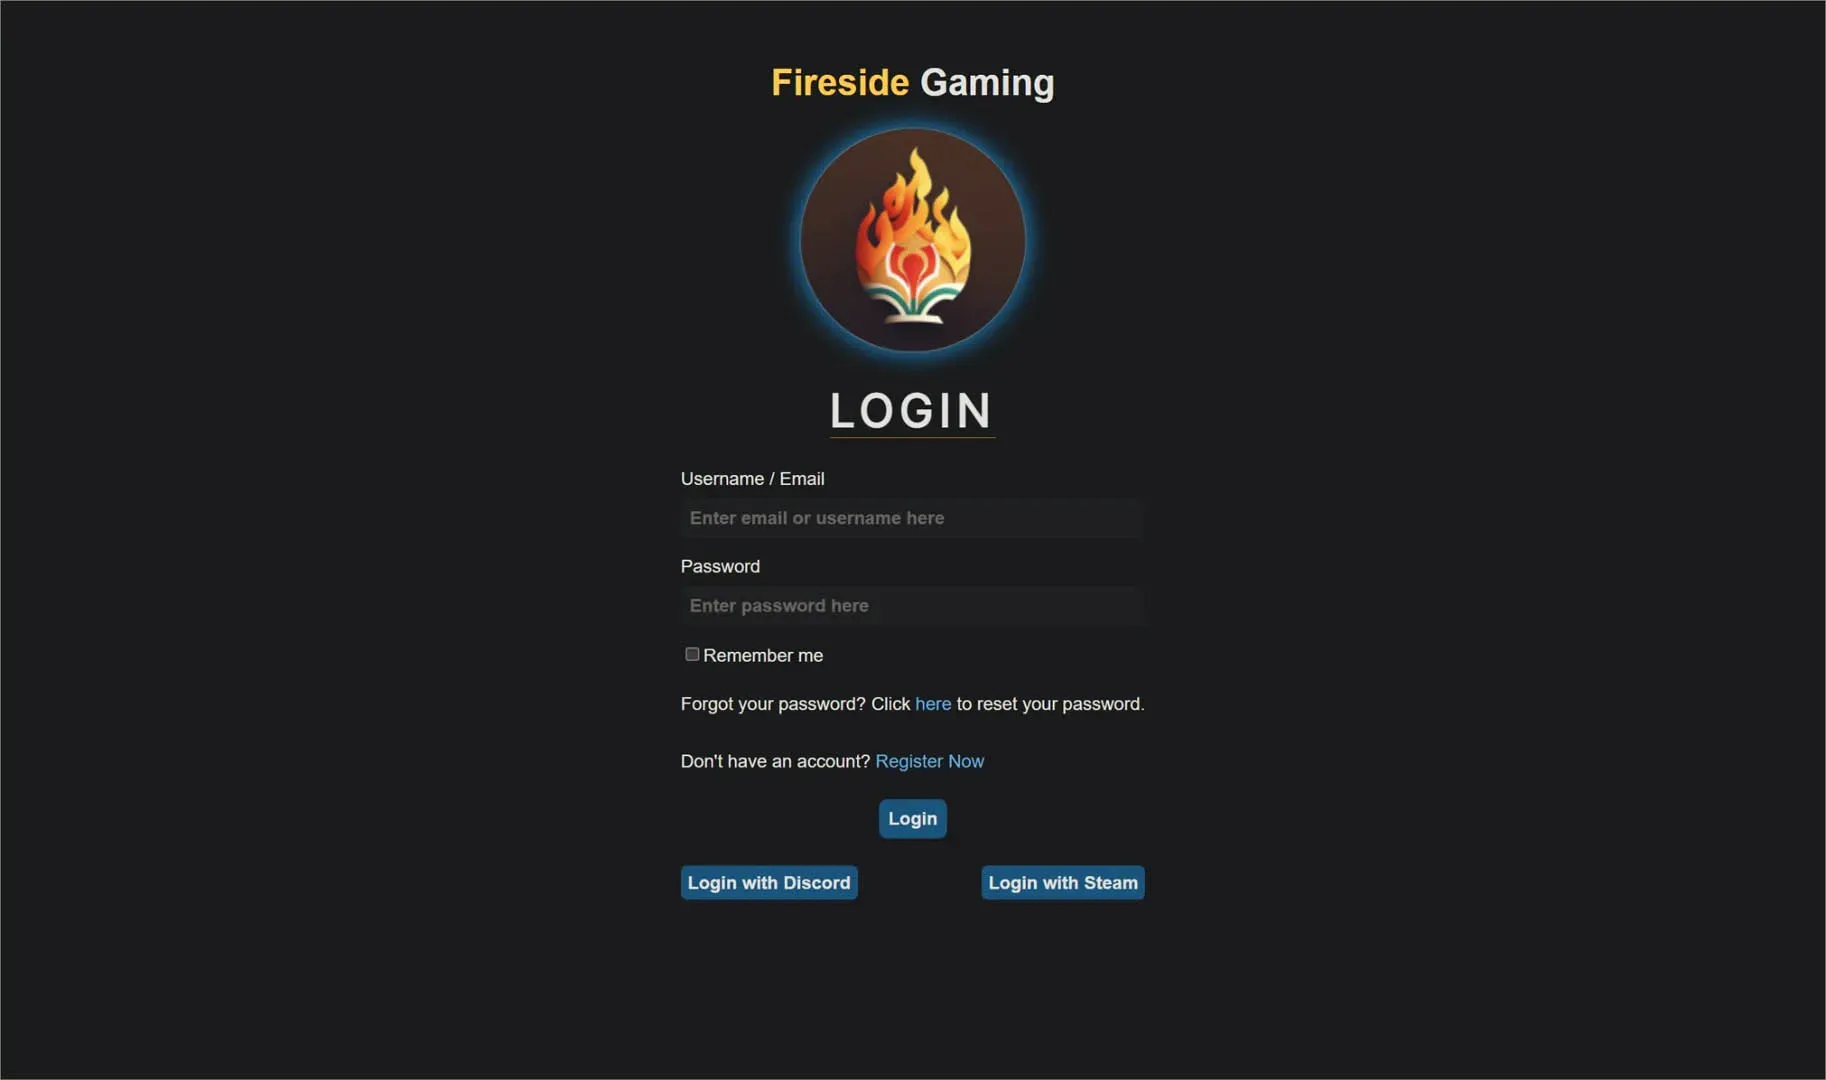 Fireside Gaming
LOGIN
Username / Email
Enter email or username here
Password
Enter password here
Remember me
Forgot your password? Click here to reset your password.
Don't have an account? Register Now
Login
Login with Discord
Login with Steam